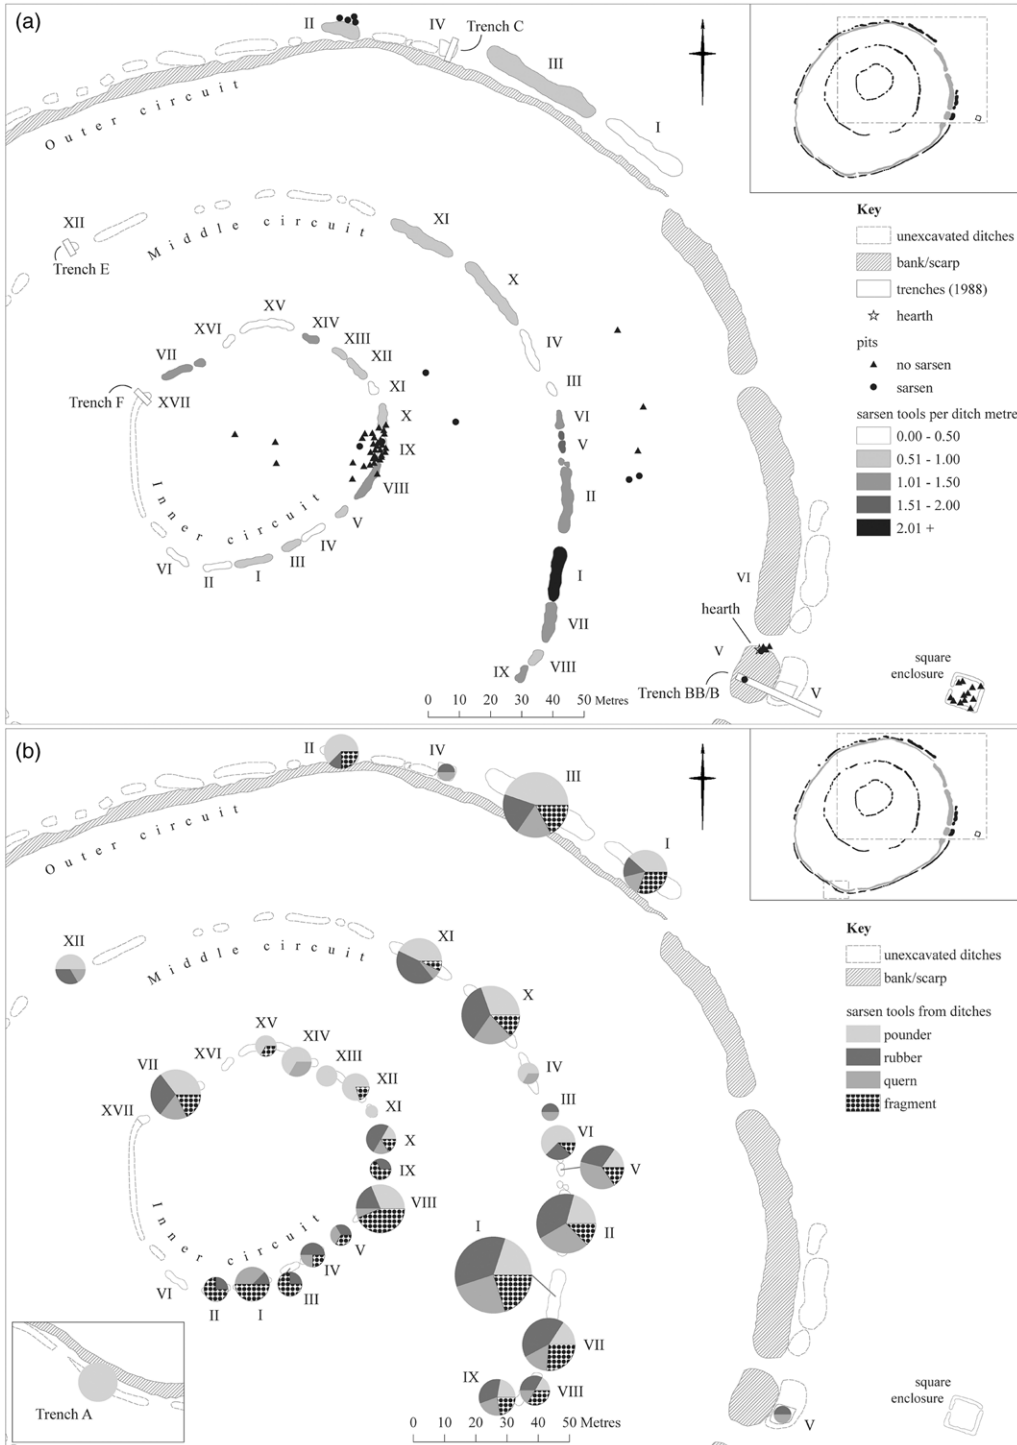 (a)
II
IV
Trench C
III
I
Outer circuit
XII
Trench E
Middle circuit
XI
X
IV
III
VI
V
II
I
VII
VIII
IX
XV
XVI
XIV
XIII
XII
XI
X
IX
VIII
V
IV
III
I
II
VI
VII
Trench F
XVII
Inner circuit
VI
hearth
V
Trench BB/B
V
square
enclosure
0 10 20 30 40 50 Metres
Key
unexcavated ditches
bank/scarp
trenches (1988)
hearth
pits
no sarsen
sarsen
sarsen tools per ditch metre
0.00 - 0.50
0.51 - 1.00
1.01 - 1.50
1.51 - 2.00
2.01 +
(b)
II
IV
III
I
Outer circuit
XII
Middle circuit
XI
X
IV
III
VI
V
II
I
VII
IX
VIII
XV
XIV
XVI
XIII
VII
XII
XVII
XI
X
IX
VIII
V
IV
III
I
II
VI
Inner circuit
Trench A
V
square
enclosure
0 10 20 30 40 50 Metres
Key
unexcavated ditches
bank/scarp
sarsen tools from ditches
pounder
rubber
quern
fragment